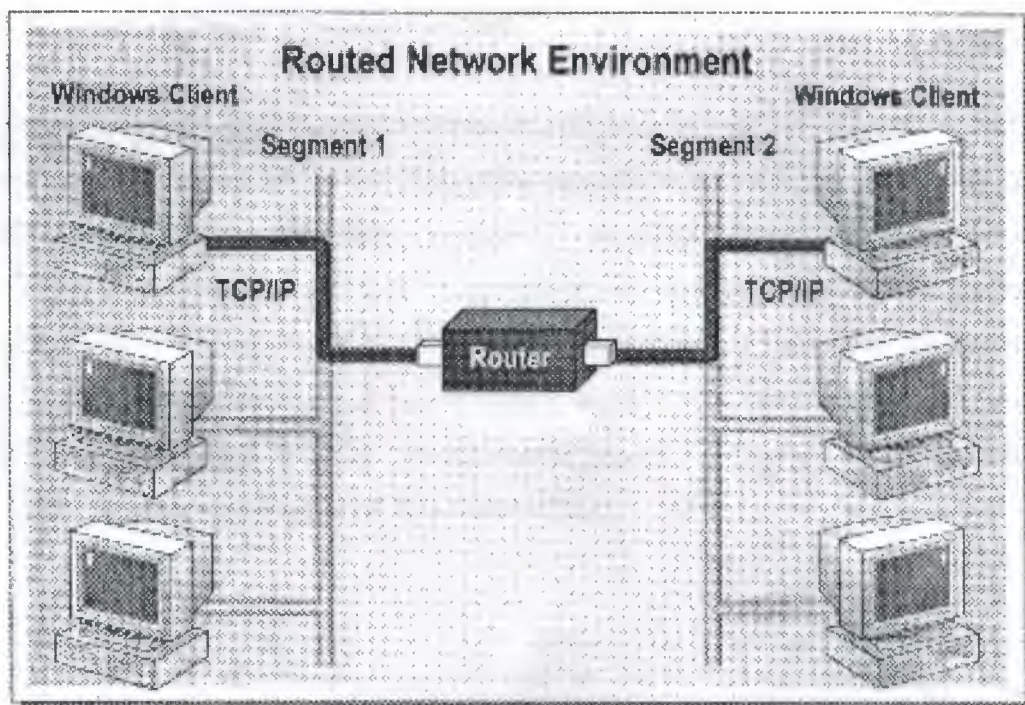 Routed Network Environment
Windows Client
Windows Client
Segment 1
Segment 2
TCP/IP
TCP/IP
Router